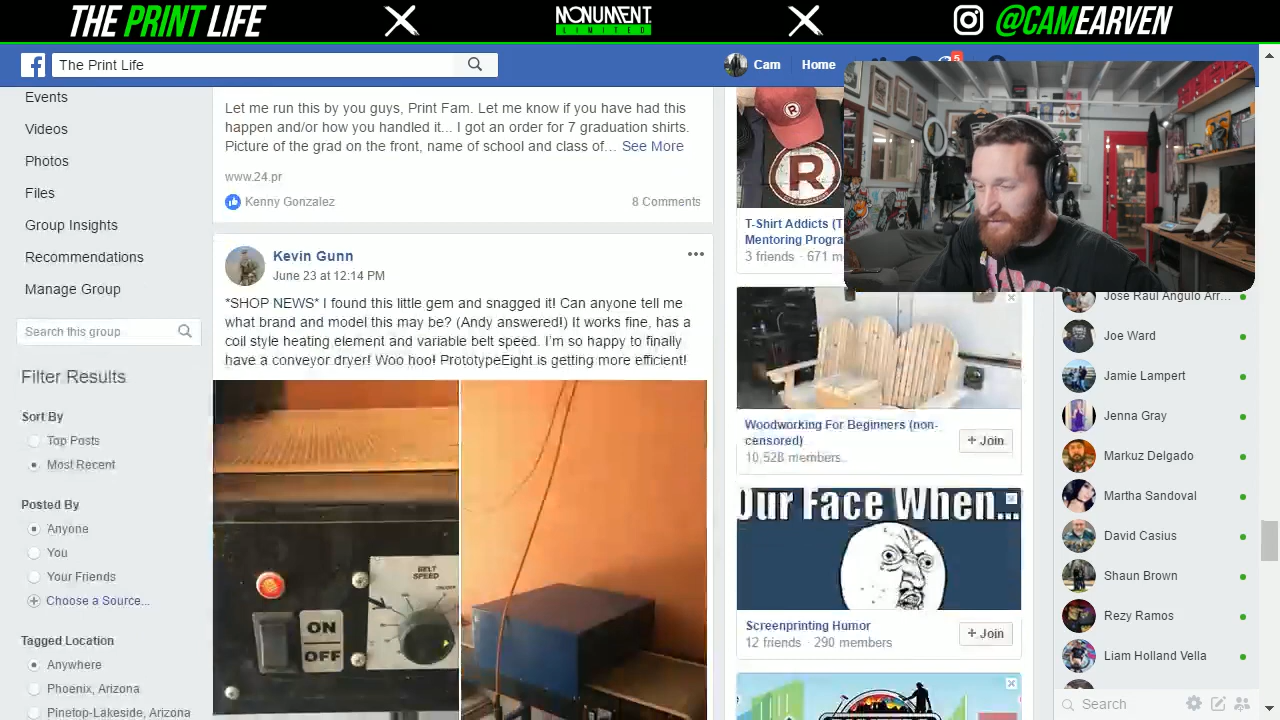 THE PRINT LIFE
MONUMENT
LIMITED
@CAMEARVEN
The Print Life
Cam
Home
5
Events
Videos
Photos
Files
Group Insights
Recommendations
Manage Group
Search this group
Filter Results
Sort By
Top Posts
Most Recent
Posted By
Anyone
You
Your Friends
Choose a Source...
Tagged Location
Anywhere
Phoenix, Arizona
Pinetop-Lakeside, Arizona
Let me run this by you guys, Print Fam. Let me know if you have had this
happen and/or how you handled it... I got an order for 7 graduation shirts.
Picture of the grad on the front, name of school and class of... See More
www.24.pr
Kenny Gonzalez
8 Comments
Kevin Gunn
June 23 at 12:14 PM
*SHOP NEWS* I found this little gem and snagged it! Can anyone tell me
what brand and model this may be? (Andy answered!) It works fine, has a
coil style heating element and variable belt speed. I'm so happy to finally
have a conveyor dryer! Woo hoo! PrototypeEight is getting more efficient!
BELT
SPEED
ON
OFF
R
R
T-Shirt Addicts (T
Mentoring Progra
3 friends · 671 m
Woodworking For Beginners (non-
censored)
10,528 members
+ Join
Our Face When...
Screenprinting Humor
12 friends · 290 members
+ Join
Jose Raul Angulo Arr...
Joe Ward
Jamie Lampert
Jenna Gray
Markuz Delgado
Martha Sandoval
David Casius
Shaun Brown
Rezy Ramos
Liam Holland Vella
Search